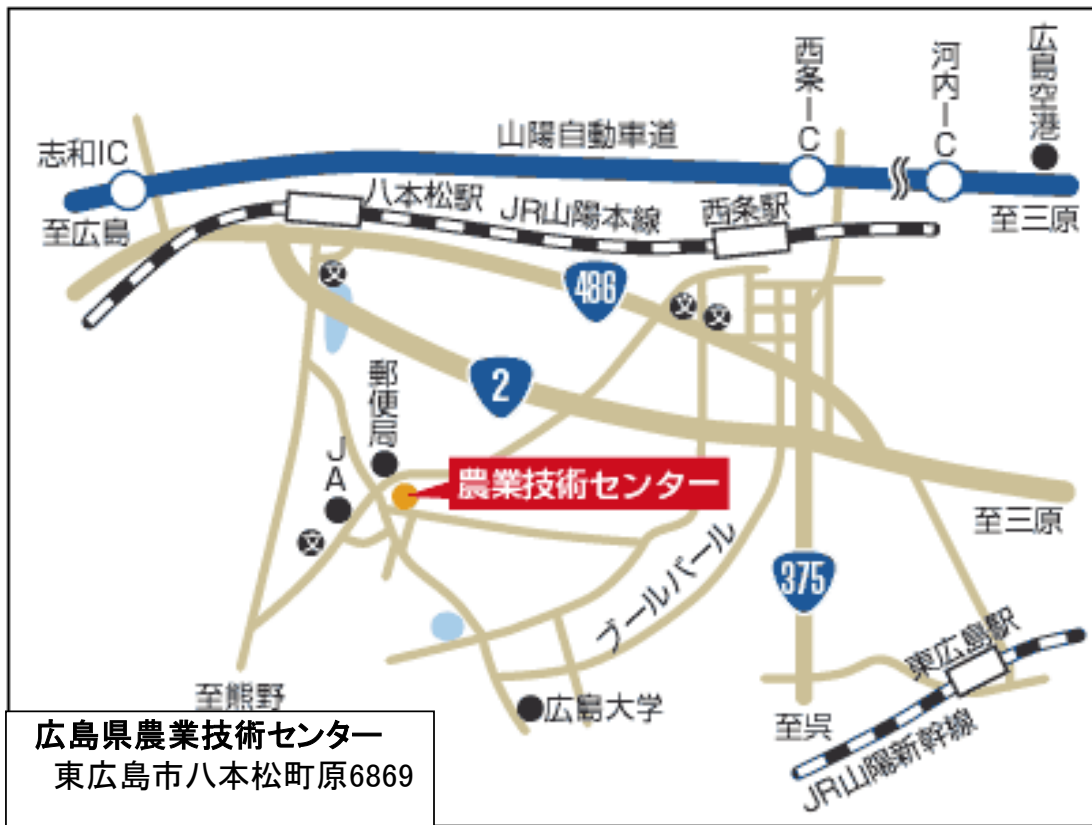 広島空港
西条IC
河内IC
山陽自動車道
志和IC
八本松駅
JR山陽本線
西条駅
至広島
至三原
文
486
文
文
2
郵便局
JA
農業技術センター
文
至三原
ブールバール
375
東広島駅
至熊野
広島大学
至呉
JR山陽新幹線
広島県農業技術センター
東広島市八本松町原6869